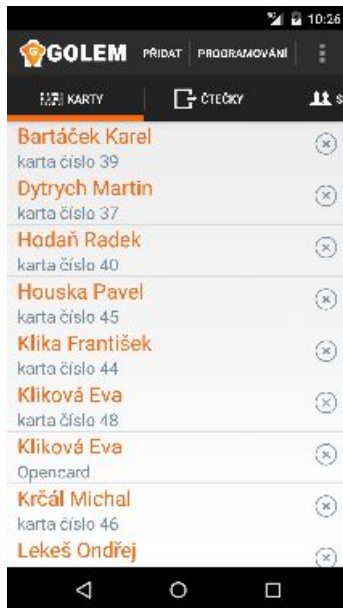 10:26
GOLEM PŘIDAT PROGRAMOVÁNÍ
KARTY ČTEČKY S
Bartáček Karel
karta číslo 39
Dytrych Martin
karta číslo 37
Hodaň Radek
karta číslo 40
Houska Pavel
karta číslo 45
Klika František
karta číslo 44
Kliková Eva
karta číslo 48
Kliková Eva
Opencard
Krčál Michal
karta číslo 46
Lekeš Ondřej